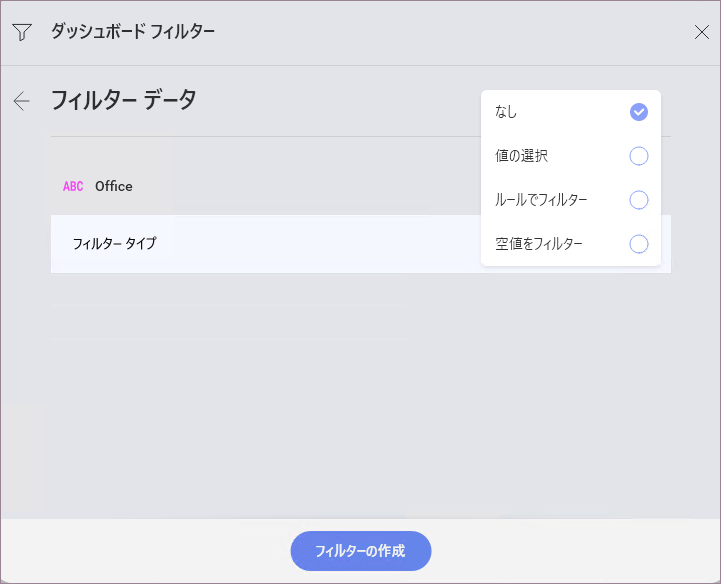 ダッシュボード フィルター
フィルター データ
なし
値の選択
ABC Office
ルールでフィルター
フィルター タイプ
空値をフィルター
フィルターの作成